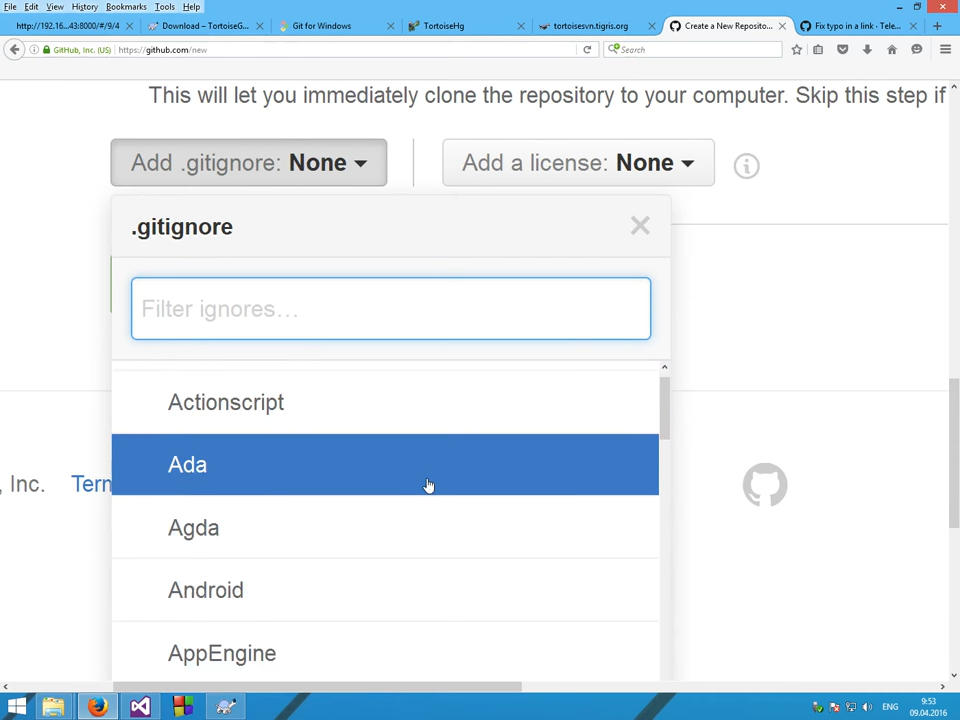 File Edit View History Bookmarks Tools Help
http://192.16...43:8000/#/9/4
Download – TortoiseG...
Git for Windows
TortoiseHg
tortoisesvn.tigris.org
Create a New Repositor...
Fix typo in a link · Tele...
GitHub, Inc. (US)
https://github.com/new
Search
This will let you immediately clone the repository to your computer. Skip this step if
Add .gitignore: None
Add a license: None
.gitignore
Filter ignores…
Actionscript
Ada
, Inc.
Tern
Agda
Android
AppEngine
ENG
9:53
09.04.2016